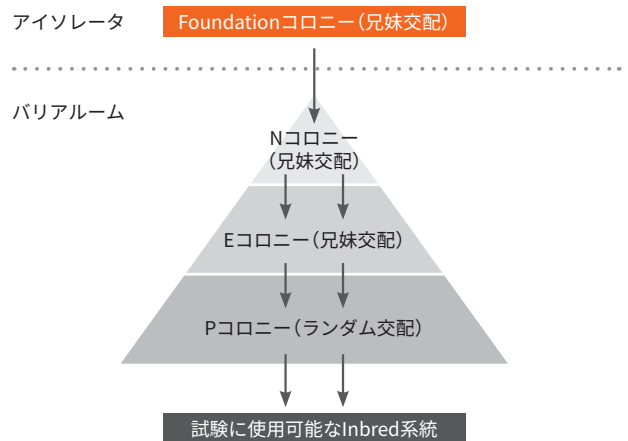 アイソレータ
Foundationコロニー（兄妹交配）
バリアルーム
Nコロニー
（兄妹交配）
Eコロニー（兄妹交配）
Pコロニー（ランダム交配）
試験に使用可能なInbred系統